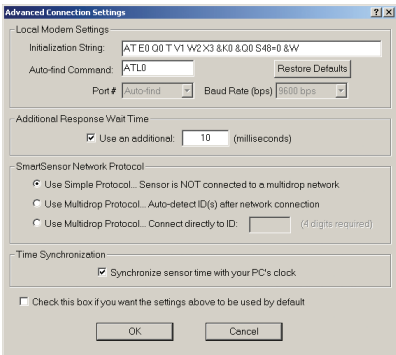 Advanced Connection Settings
Local Modem Settings
Initialization String: AT E0 Q0 T V1 W2 X3 &K0 &Q0 S48=0 &W
Auto-find Command: ATL0 Restore Defaults
Port # Auto-find Baud Rate (bps) 9600 bps
Additional Response Wait Time
Use an additional: 10 (milliseconds)
SmartSensor Network Protocol
Use Simple Protocol... Sensor is NOT connected to a multidrop network
Use Multidrop Protocol... Auto-detect ID(s) after network connection
Use Multidrop Protocol... Connect directly to ID: (4 digits required)
Time Synchronization
Synchronize sensor time with your PC's clock
Check this box if you want the settings above to be used by default
OK Cancel